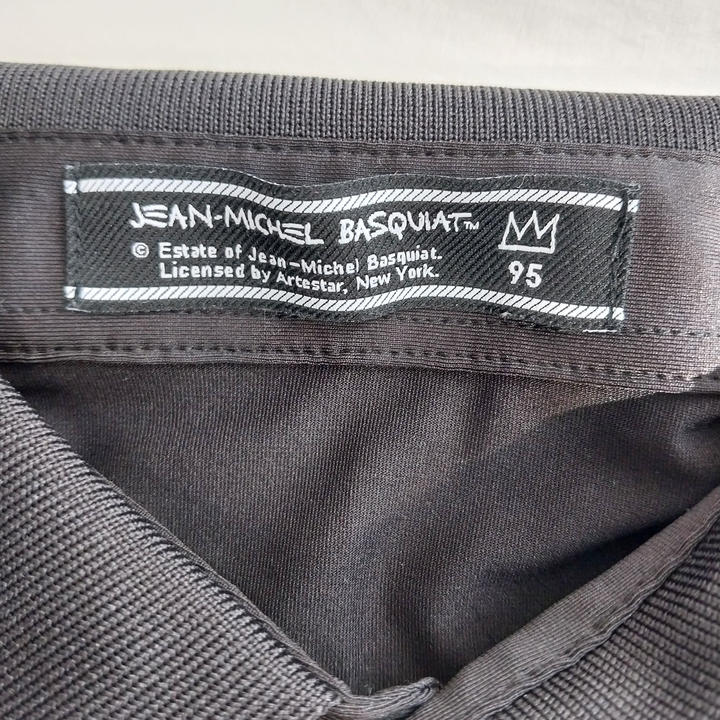 JEAN-MICHEL BASQUIAT™
© Estate of Jean-Michel Basquiat.
Licensed by Artestar, New York.
95